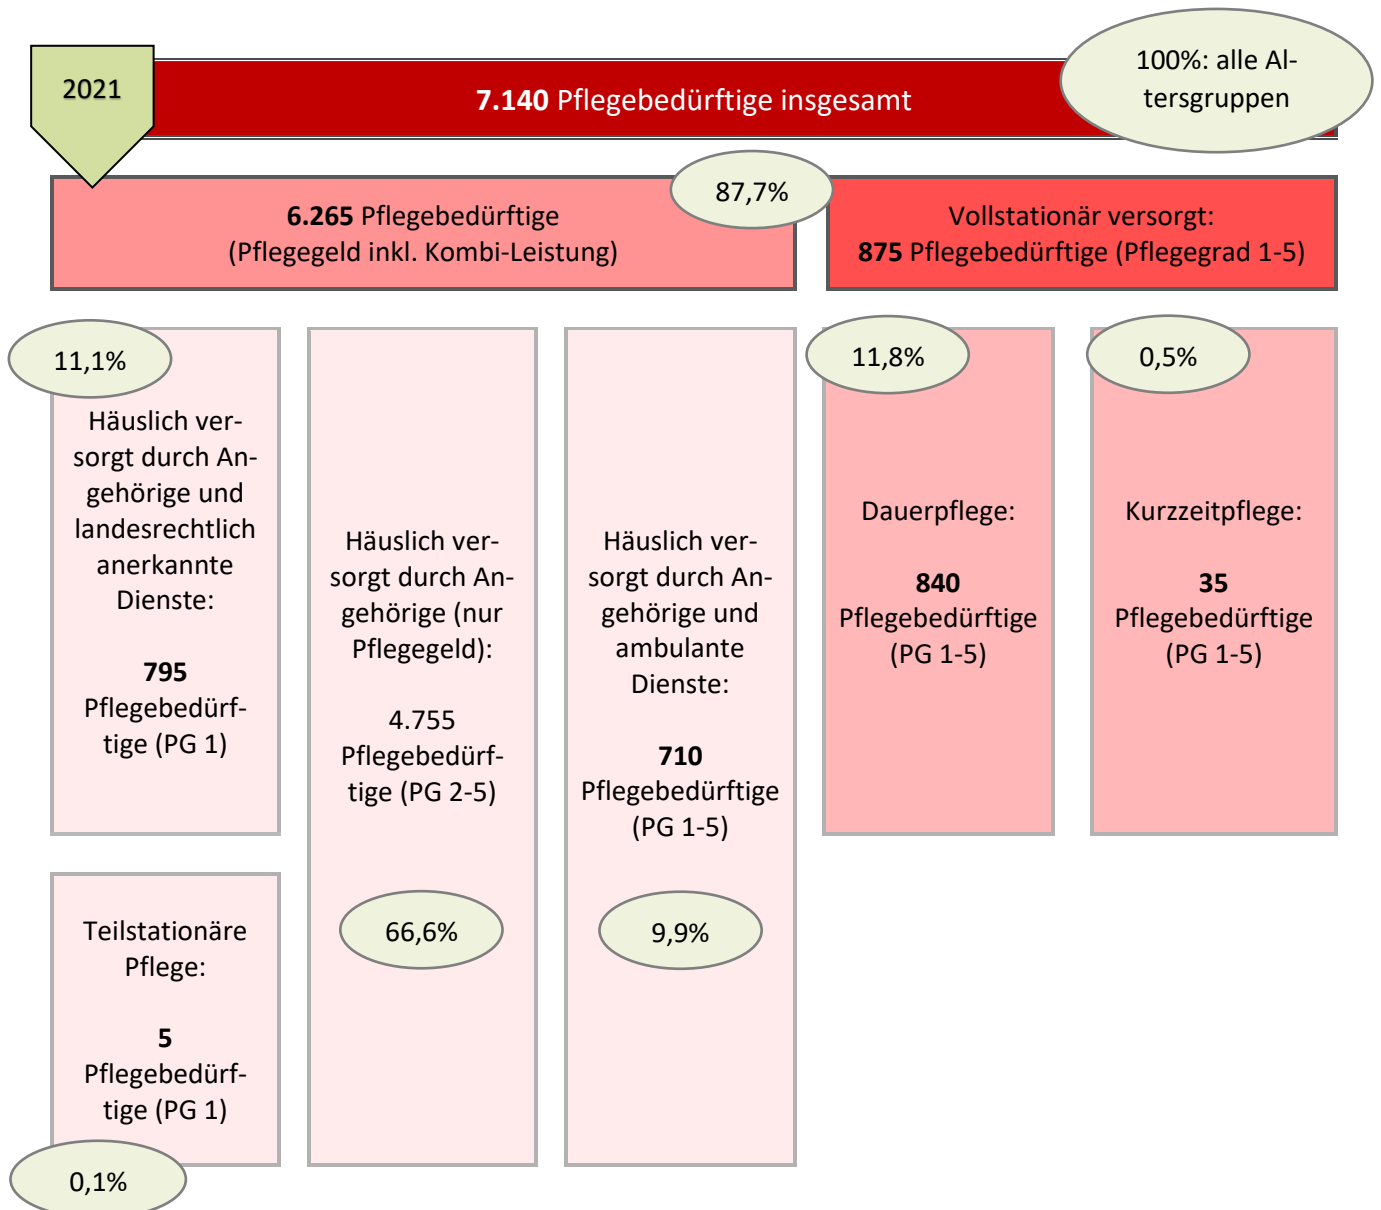 2021
7.140 Pflegebedürftige insgesamt
100%: alle Al-
tersgruppen
6.265 Pflegebedürftige
(Pflegegeld inkl. Kombi-Leistung)
87,7%
Vollstationär versorgt:
875 Pflegebedürftige (Pflegegrad 1-5)
11,1%
Häuslich ver-
sorgt durch An-
gehörige und
landesrechtlich
anerkannte
Dienste:
795
Pflegebedürf-
tige (PG 1)
Teilstationäre
Pflege:
5
Pflegebedürf-
tige (PG 1)
0,1%
Häuslich ver-
sorgt durch An-
gehörige (nur
Pflegegeld):
4.755
Pflegebedürf-
tige (PG 2-5)
66,6%
Häuslich ver-
sorgt durch An-
gehörige und
ambulante
Dienste:
710
Pflegebedürftige
(PG 1-5)
9,9%
11,8%
Dauerpflege:
840
Pflegebedürftige
(PG 1-5)
0,5%
Kurzzeitpflege:
35
Pflegebedürftige
(PG 1-5)